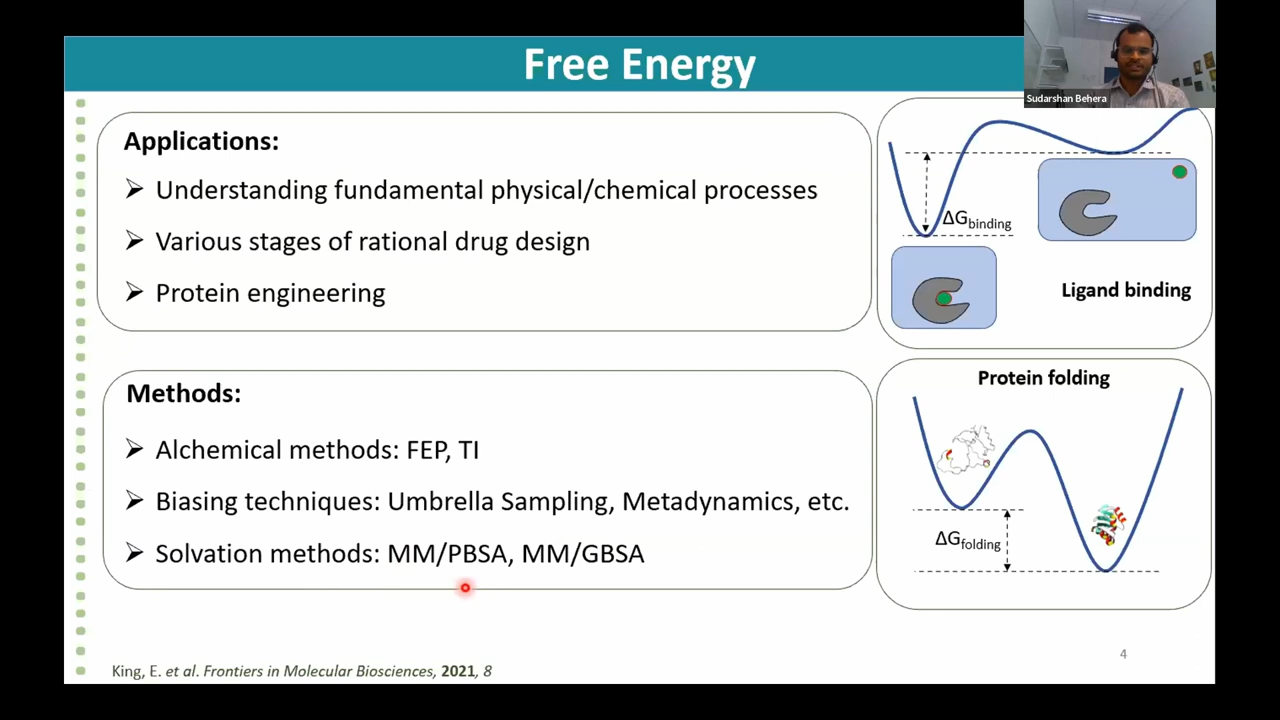 Free Energy
Sudarshan Behera
Applications:
➢ Understanding fundamental physical/chemical processes
➢ Various stages of rational drug design
➢ Protein engineering
ΔGbinding
Ligand binding
Methods:
➢ Alchemical methods: FEP, TI
➢ Biasing techniques: Umbrella Sampling, Metadynamics, etc.
➢ Solvation methods: MM/PBSA, MM/GBSA
Protein folding
ΔGfolding
4
King, E. et al. Frontiers in Molecular Biosciences, 2021, 8